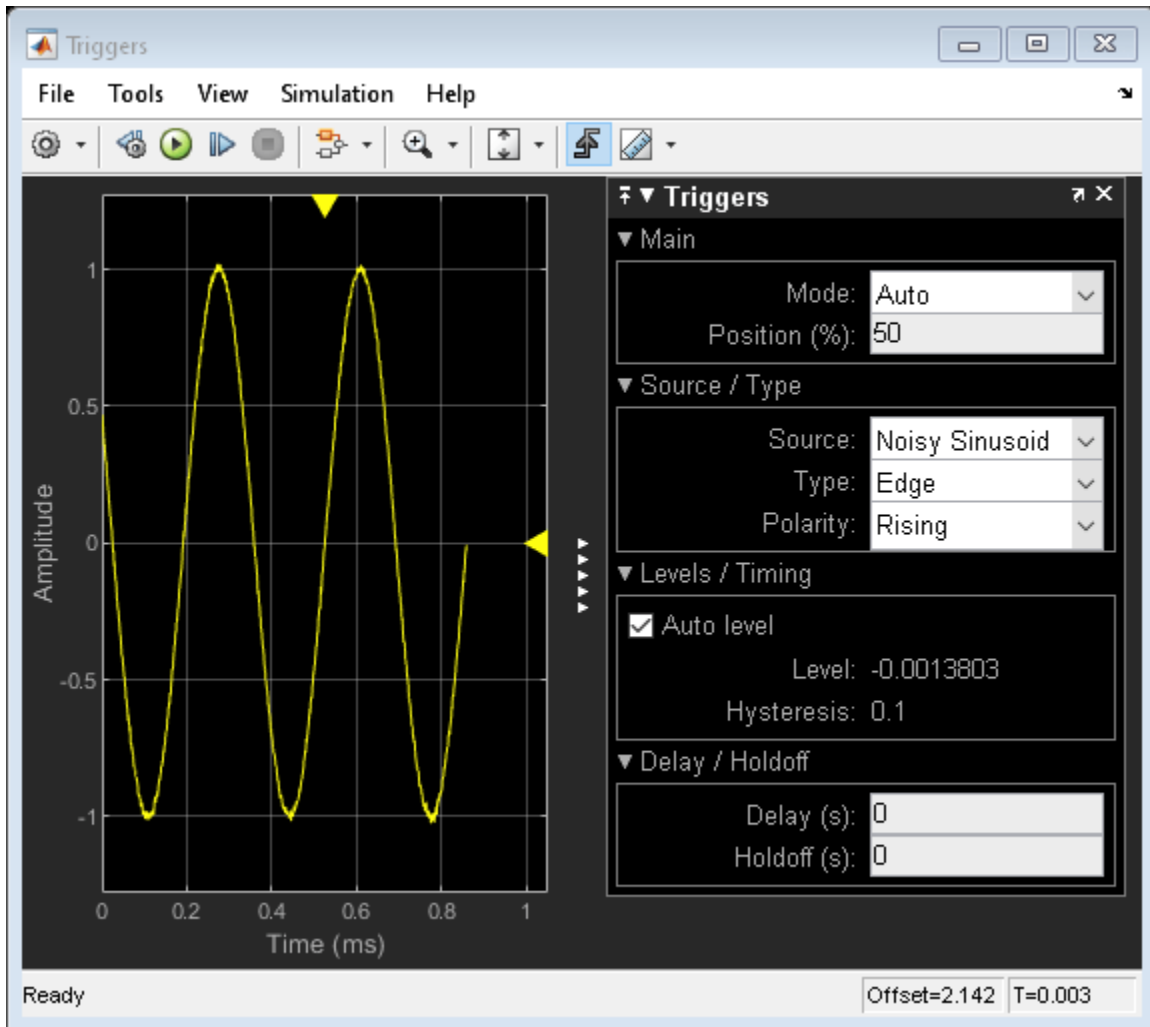 Triggers
File Tools View Simulation Help
Amplitude
1
0.5
0
-0.5
-1
0 0.2 0.4 0.6 0.8 1
Time (ms)
Triggers
Main
Mode: Auto
Position (%): 50
Source / Type
Source: Noisy Sinusoid
Type: Edge
Polarity: Rising
Levels / Timing
Auto level
Level: -0.0013803
Hysteresis: 0.1
Delay / Holdoff
Delay (s): 0
Holdoff (s): 0
Ready Offset=2.142 T=0.003